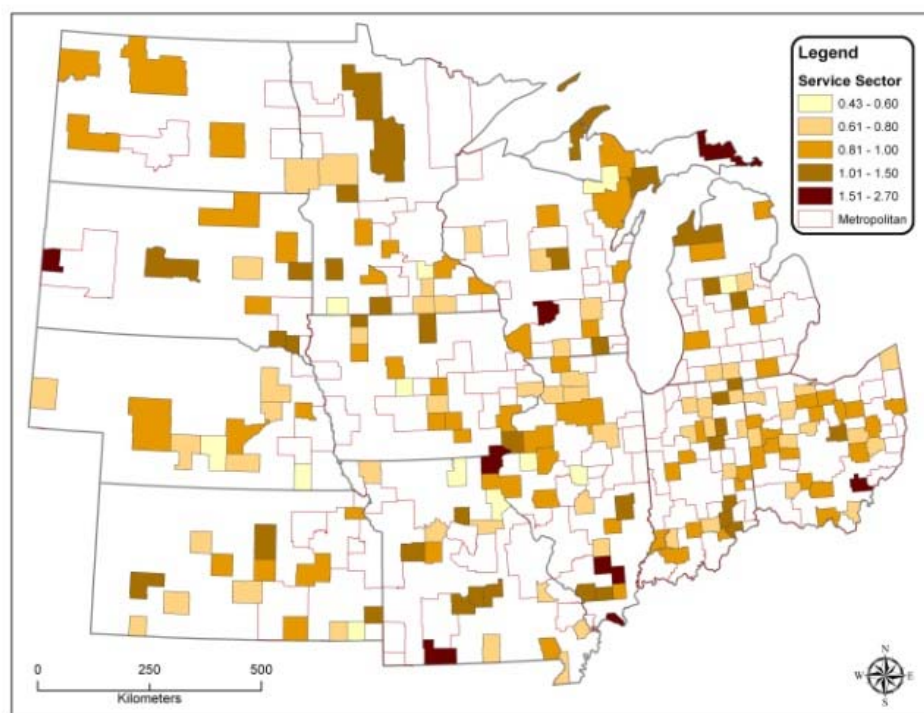 Legend
Service Sector
0.43 - 0.60
0.61 - 0.80
0.81 - 1.00
1.01 - 1.50
1.51 - 2.70
Metropolitan
0 250 500
Kilometers
N
W E
S